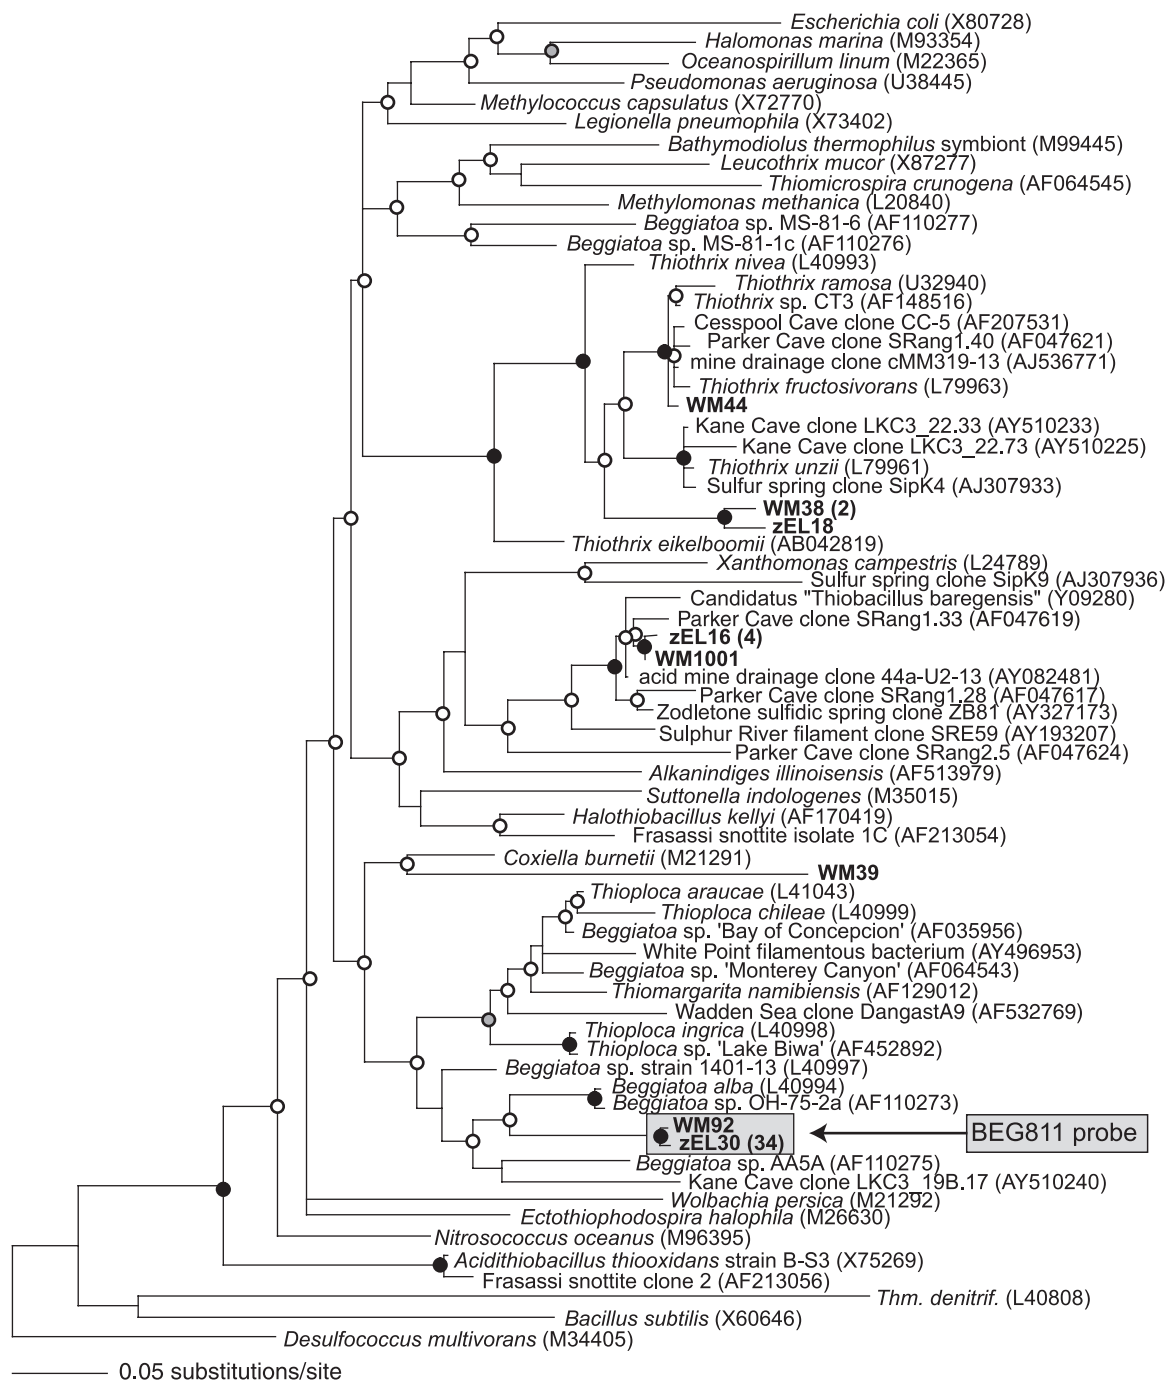 Escherichia coli (X80728)
Halomonas marina (M93354)
Oceanospirillum linum (M22365)
Pseudomonas aeruginosa (U38445)
Methylococcus capsulatus (X72770)
Legionella pneumophila (X73402)
Bathymodiolus thermophilus symbiont (M99445)
Leucothrix mucor (X87277)
Thiomicrospira crunogena (AF064545)
Methylomonas methanica (L20840)
Beggiatoa sp. MS-81-6 (AF110277)
Beggiatoa sp. MS-81-1c (AF110276)
Thiothrix nivea (L40993)
Thiothrix ramosa (U32940)
Thiothrix sp. CT3 (AF148516)
Cesspool Cave clone CC-5 (AF207531)
Parker Cave clone SRang1.40 (AF047621)
mine drainage clone cMM319-13 (AJ536771)
Thiothrix fructosivorans (L79963)
WM44
Kane Cave clone LKC3_22.33 (AY510233)
Kane Cave clone LKC3_22.73 (AY510225)
Thiothrix unzii (L79961)
Sulfur spring clone SipK4 (AJ307933)
WM38 (2)
zEL18
Thiothrix eikelboomii (AB042819)
Xanthomonas campestris (L24789)
Sulfur spring clone SipK9 (AJ307936)
Candidatus "Thiobacillus baregensis" (Y09280)
Parker Cave clone SRang1.33 (AF047619)
zEL16 (4)
WM1001
acid mine drainage clone 44a-U2-13 (AY082481)
Parker Cave clone SRang1.28 (AF047617)
Zodletone sulfidic spring clone ZB81 (AY327173)
Sulphur River filament clone SRE59 (AY193207)
Parker Cave clone SRang2.5 (AF047624)
Alkanindiges illinoisensis (AF513979)
Suttonella indologenes (M35015)
Halothiobacillus kellyi (AF170419)
Frasassi snottite isolate 1C (AF213054)
Coxiella burnetii (M21291)
WM39
Thioploca araucae (L41043)
Thioploca chileae (L40999)
Beggiatoa sp. 'Bay of Concepcion' (AF035956)
White Point filamentous bacterium (AY496953)
Beggiatoa sp. 'Monterey Canyon' (AF064543)
Thiomargarita namibiensis (AF129012)
Wadden Sea clone DangastA9 (AF532769)
Thioploca ingrica (L40998)
Thioploca sp. 'Lake Biwa' (AF452892)
Beggiatoa sp. strain 1401-13 (L40997)
Beggiatoa alba (L40994)
Beggiatoa sp. OH-75-2a (AF110273)
WM92
zEL30 (34)
BEG811 probe
Beggiatoa sp. AA5A (AF110275)
Kane Cave clone LKC3_19B.17 (AY510240)
Wolbachia persica (M21292)
Ectothiophodospira halophila (M26630)
Nitrosococcus oceanus (M96395)
Acidithiobacillus thiooxidans strain B-S3 (X75269)
Frasassi snottite clone 2 (AF213056)
Thm. denitrif. (L40808)
Bacillus subtilis (X60646)
Desulfococcus multivorans (M34405)
0.05 substitutions/site